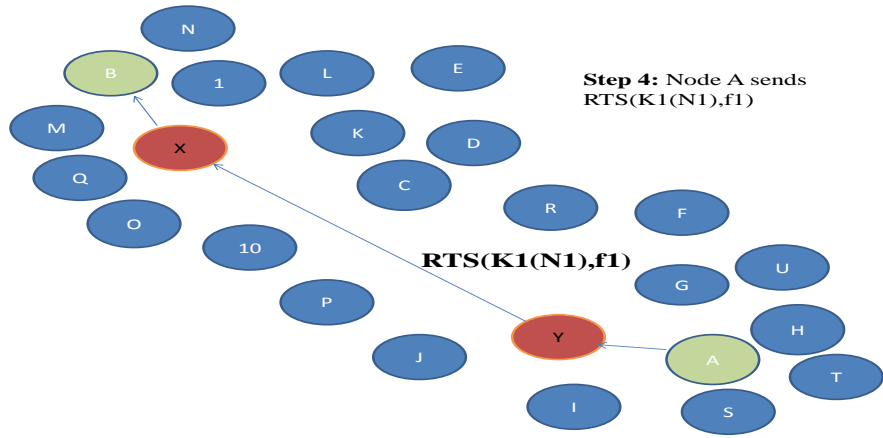 N
B
1
L
E
Step 4: Node A sends
RTS(K1(N1),f1)
M
X
K
D
Q
C
O
R
F
10
RTS(K1(N1),f1)
U
G
P
Y
H
J
A
T
I
S